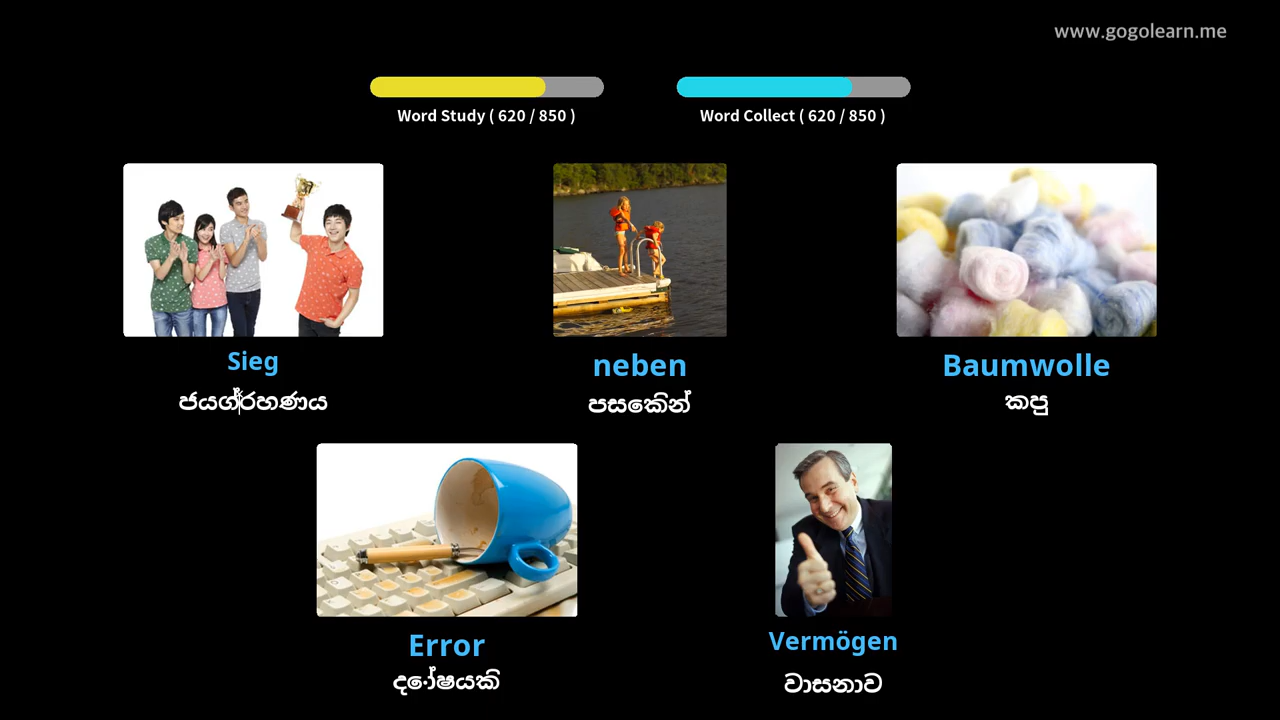 www.gogolearn.me
Word Study ( 620 / 850 )
Word Collect ( 620 / 850 )
Sieg
ජයග්‍රහණය
neben
පසකින්
Baumwolle
කපු
Error
දෝෂයකි
Vermögen
වාසනාව